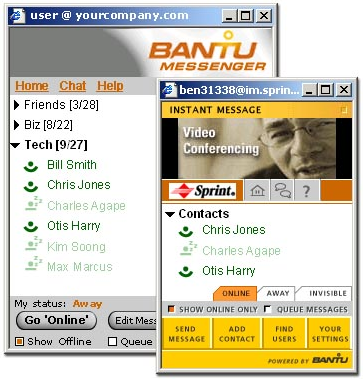 user @ yourcompany.com
BANTU
MESSENGER
Home Chat Help
Friends [3/28]
Biz [8/22]
Tech [9/27]
Bill Smith
Chris Jones
Charles Agape
Otis Harry
Kim Soong
Max Marcus
My status: Away
Go 'Online' Edit Mess
Show Offline Queue
ben31338@im.sprin...
INSTANT MESSAGE
Video
Conferencing
Sprint. ?
Contacts
Chris Jones
Charles Agape
Otis Harry
ONLINE AWAY INVISIBLE
SHOW ONLINE ONLY QUEUE MESSAGES
SEND MESSAGE
ADD CONTACT
FIND USERS
YOUR SETTINGS
POWERED BY BANTU